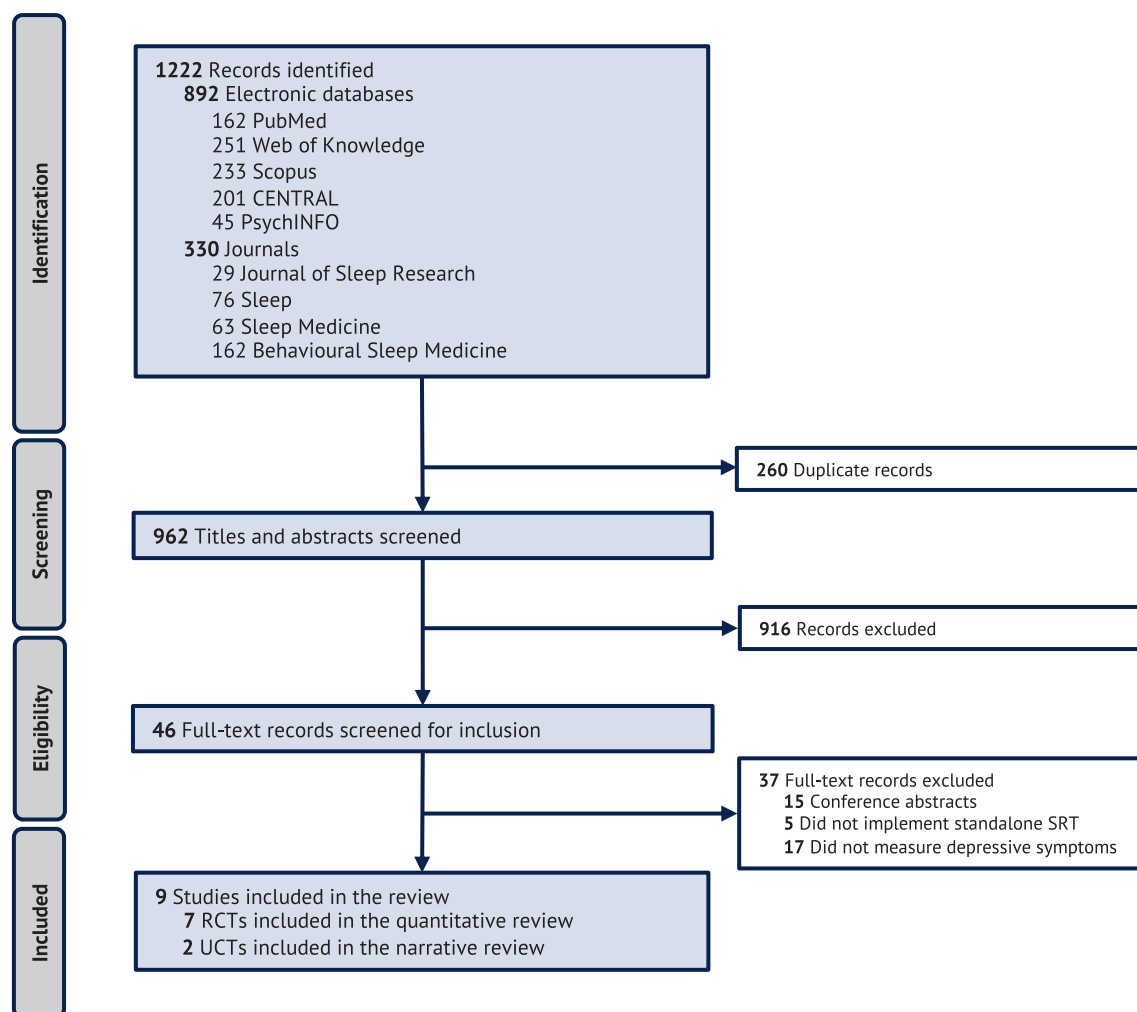 Identification
1222 Records identified
892 Electronic databases
162 PubMed
251 Web of Knowledge
233 Scopus
201 CENTRAL
45 PsychINFO
330 Journals
29 Journal of Sleep Research
76 Sleep
63 Sleep Medicine
162 Behavioural Sleep Medicine
Screening
260 Duplicate records
962 Titles and abstracts screened
916 Records excluded
Eligibility
46 Full-text records screened for inclusion
37 Full-text records excluded
15 Conference abstracts
5 Did not implement standalone SRT
17 Did not measure depressive symptoms
Included
9 Studies included in the review
7 RCTs included in the quantitative review
2 UCTs included in the narrative review